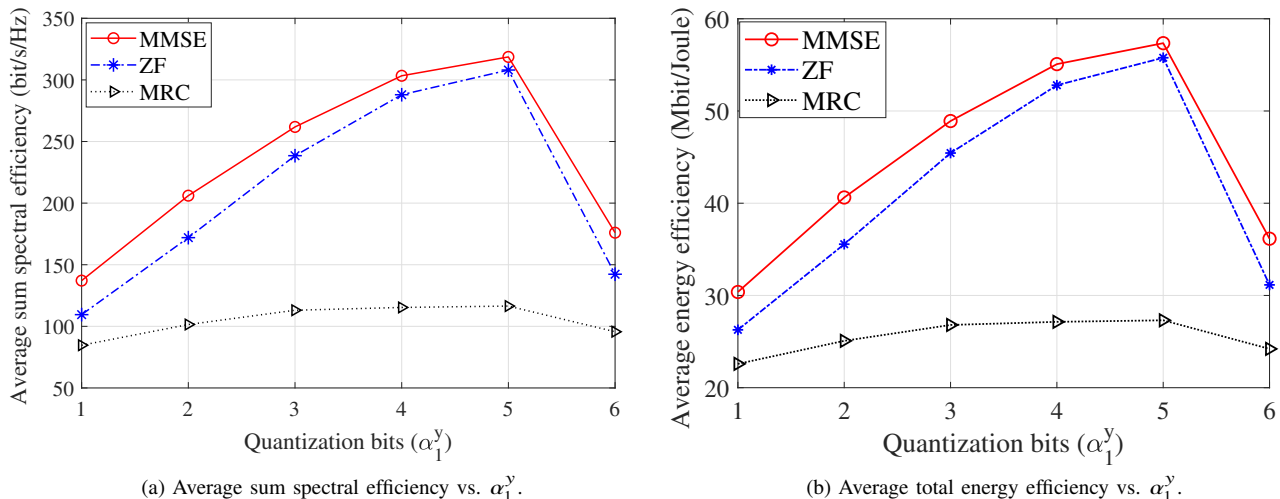 Average sum spectral efficiency (bit/s/Hz)
350
300
250
200
150
100
50
MMSE
ZF
MRC
1 2 3 4 5 6
Quantization bits (α₁ʸ)
(a) Average sum spectral efficiency vs. α₁ʸ.
Average energy efficiency (Mbit/Joule)
60
50
40
30
20
MMSE
ZF
MRC
1 2 3 4 5 6
Quantization bits (α₁ʸ)
(b) Average total energy efficiency vs. α₁ʸ.